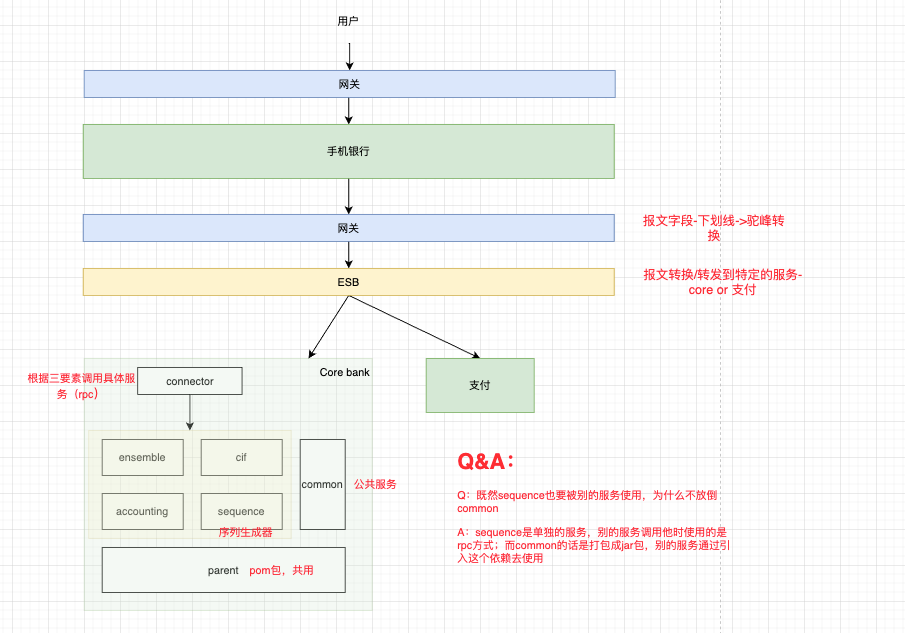 用户
网关
手机银行
网关
报文字段-下划线->驼峰转
换
ESB
报文转换/转发到特定的服务-
core or 支付
Core bank
根据三要素调用具体服
务（rpc）
connector
支付
ensemble
cif
common
公共服务
accounting
sequence
序列生成器
parent
pom包，共用
Q&A：
Q：既然sequence也要被别的服务使用，为什么不放倒
common
A：sequence是单独的服务，别的服务调用他时使用的是
rpc方式；而common的话是打包成jar包，别的服务通过引
入这个依赖去使用